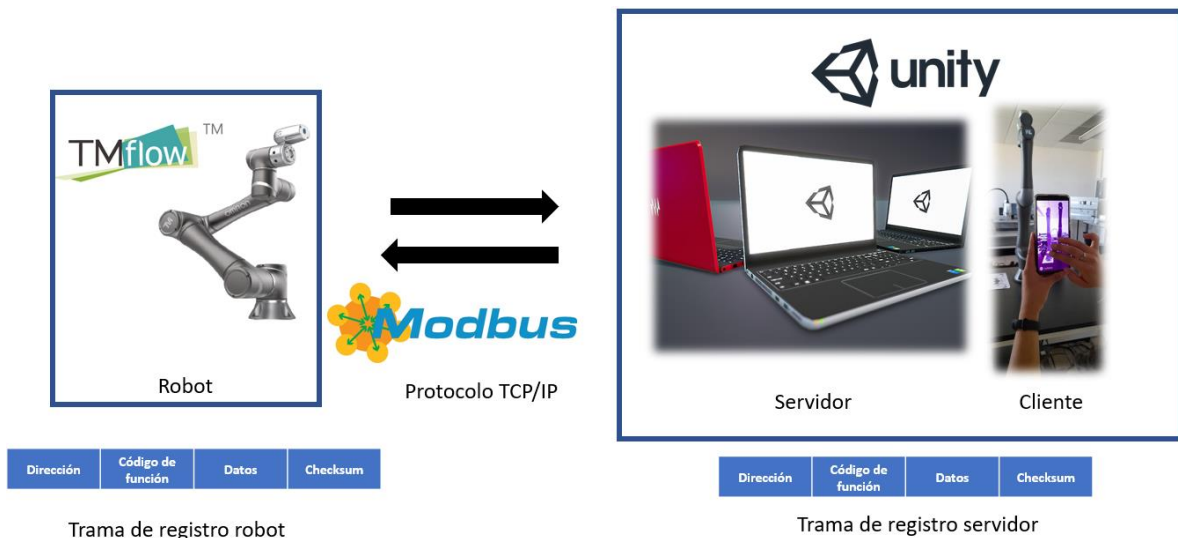 unity
TMflow TM
Robot
Modbus
Protocolo TCP/IP
Servidor
Cliente
Dirección
Código de
función
Datos
Checksum
Trama de registro robot
Dirección
Código de
función
Datos
Checksum
Trama de registro servidor